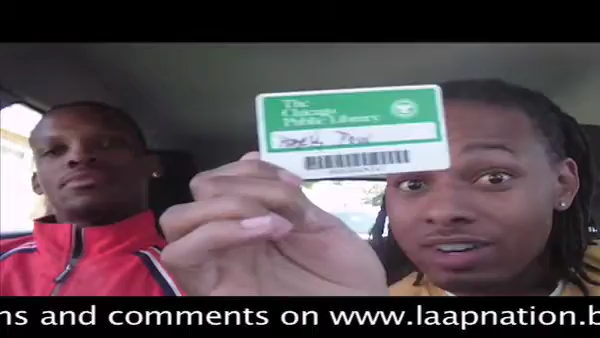 The
Chicago
Public Library
ns and comments on www.laapnation.b